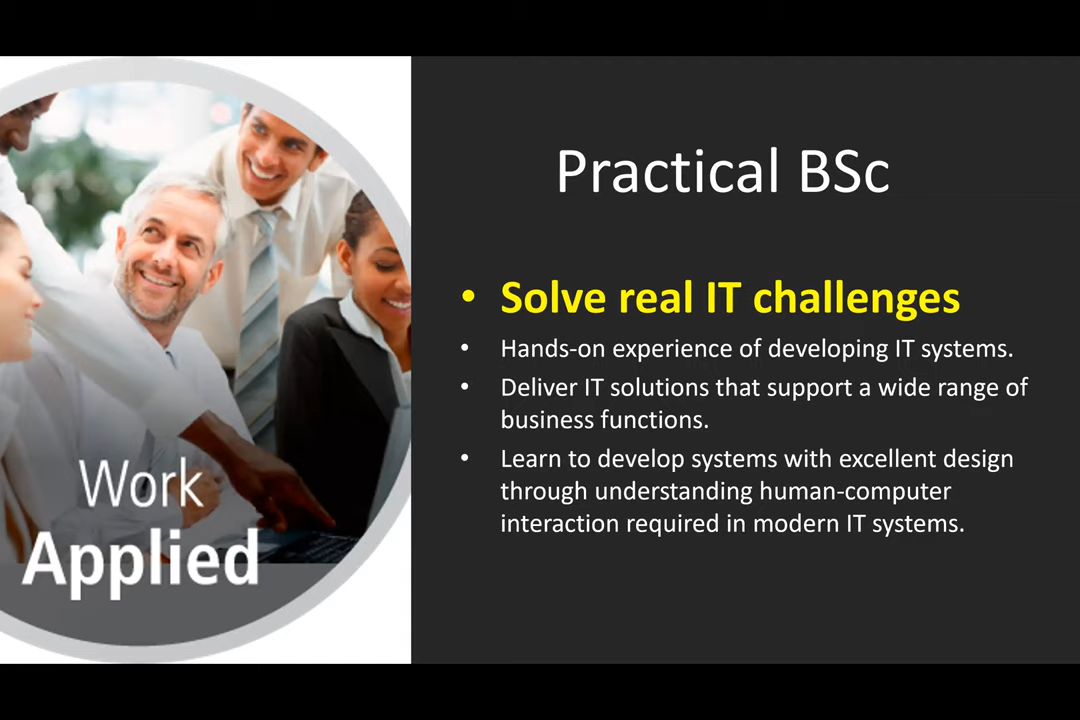 Practical BSc
• Solve real IT challenges
• Hands-on experience of developing IT systems.
• Deliver IT solutions that support a wide range of
business functions.
• Learn to develop systems with excellent design
through understanding human-computer
interaction required in modern IT systems.
Work
Applied